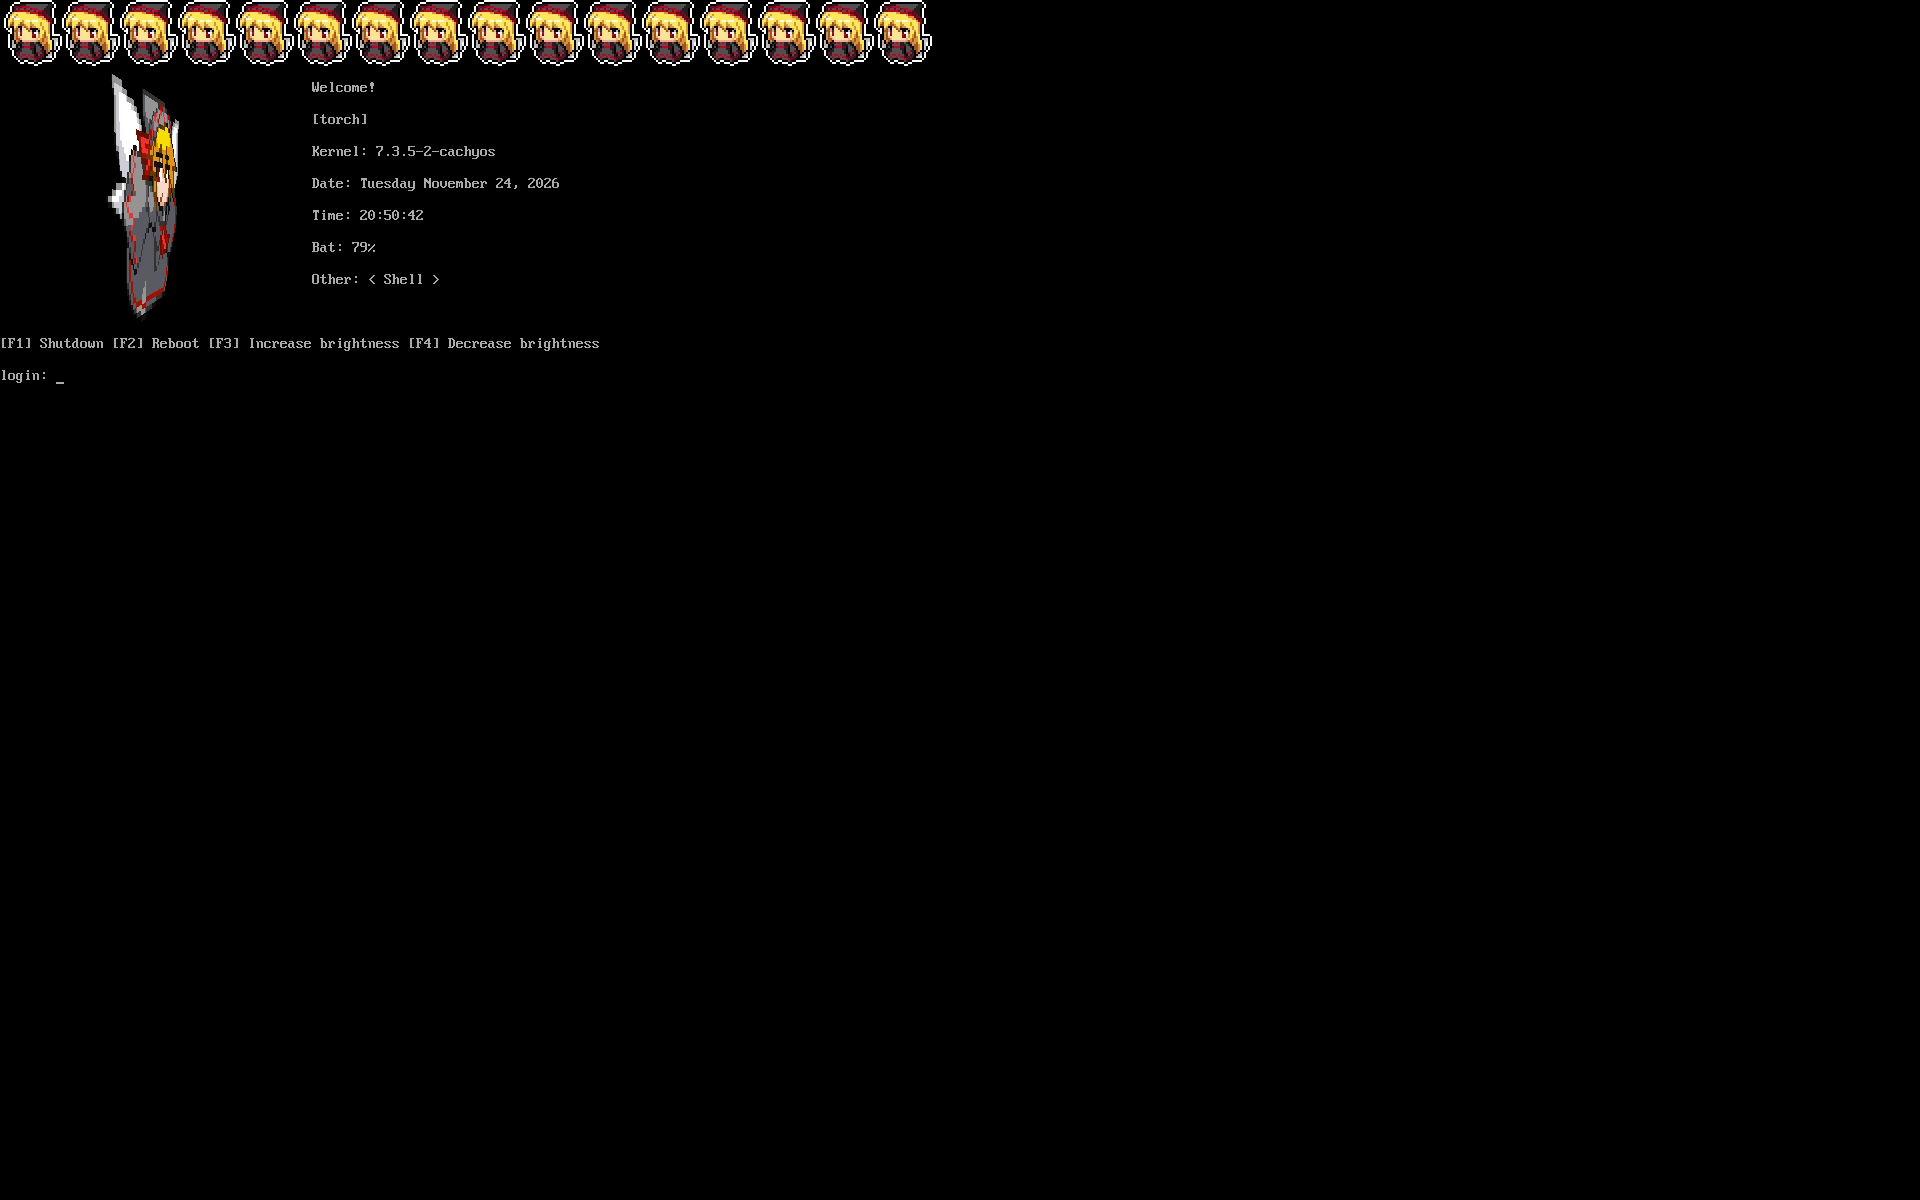 Welcome!
[torch]
Kernel: 7.3.5-2-cachyos
Date: Tuesday November 24, 2026
Time: 20:50:42
Bat: 79%
Other: < Shell >
[F1] Shutdown [F2] Reboot [F3] Increase brightness [F4] Decrease brightness
login: _